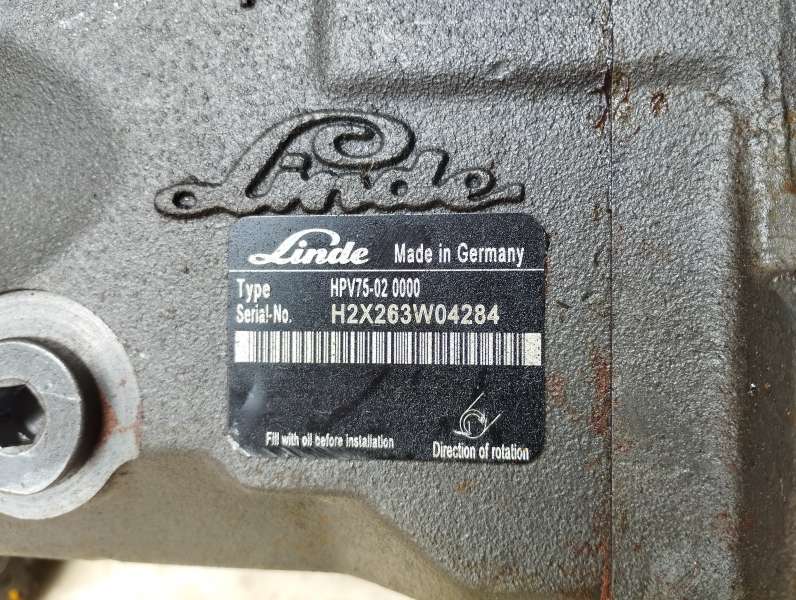 Linde
Linde Made in Germany
Type HPV75-02 0000
Serial-No. H2X263W04284
Fill with oil before installation
Direction of rotation